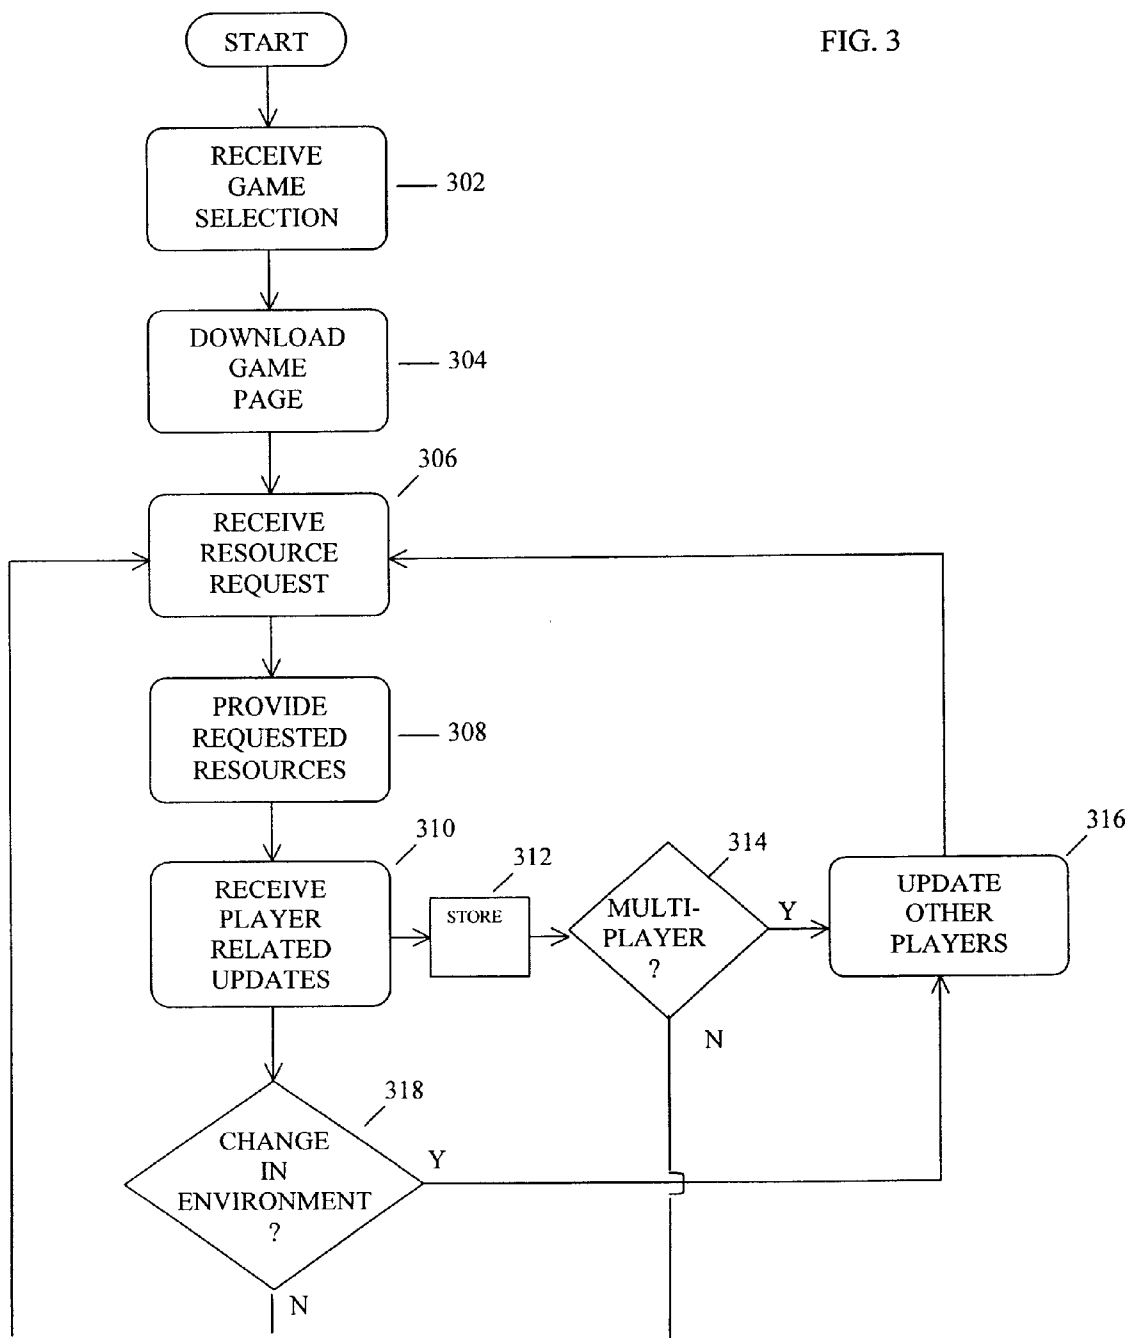 START
FIG. 3
RECEIVE
GAME
SELECTION
302
DOWNLOAD
GAME
PAGE
304
306
RECEIVE
RESOURCE
REQUEST
PROVIDE
REQUESTED
RESOURCES
308
310
RECEIVE
PLAYER
RELATED
UPDATES
312
STORE
314
MULTI-
PLAYER
?
Y
N
316
UPDATE
OTHER
PLAYERS
318
CHANGE
IN
ENVIRONMENT
?
Y
N